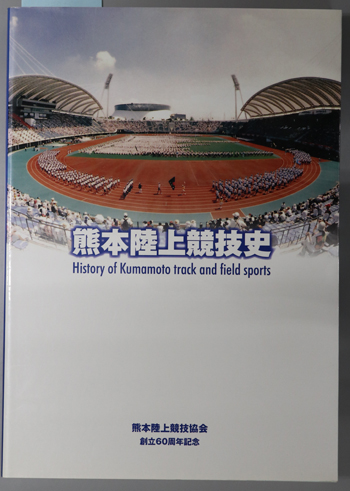 熊本陸上競技史
History of Kumamoto track and field sports
熊本陸上競技協会
創立60周年記念